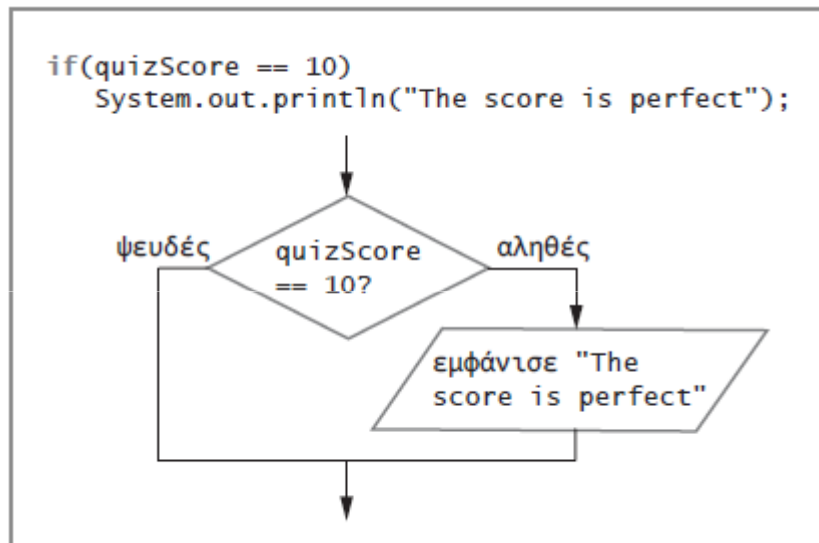 if(quizScore == 10)
System.out.println("The score is perfect");
ψευδές
quizScore
== 10?
αληθές
εμφάνισε "The
score is perfect"